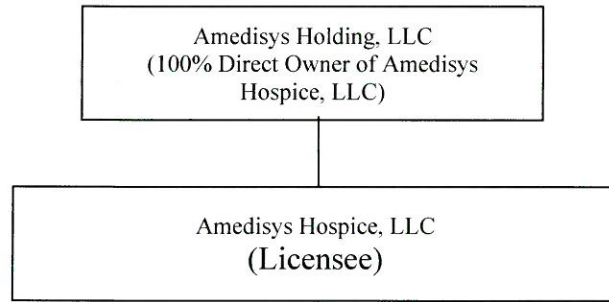 Amedisys Holding, LLC
(100% Direct Owner of Amedisys
Hospice, LLC)
Amedisys Hospice, LLC
(Licensee)